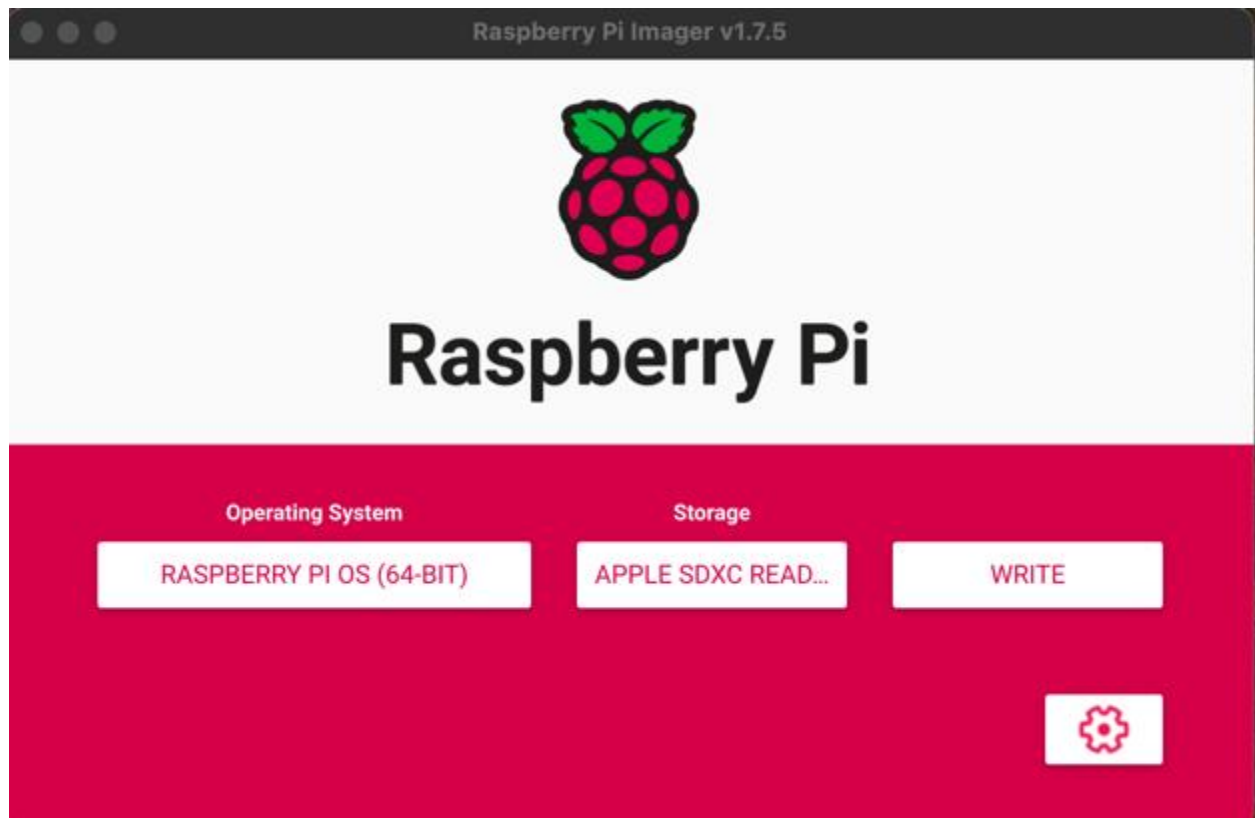 Raspberry Pi Imager v1.7.5
Raspberry Pi
Operating System
Storage
RASPBERRY PI OS (64-BIT)
APPLE SDXC READ...
WRITE